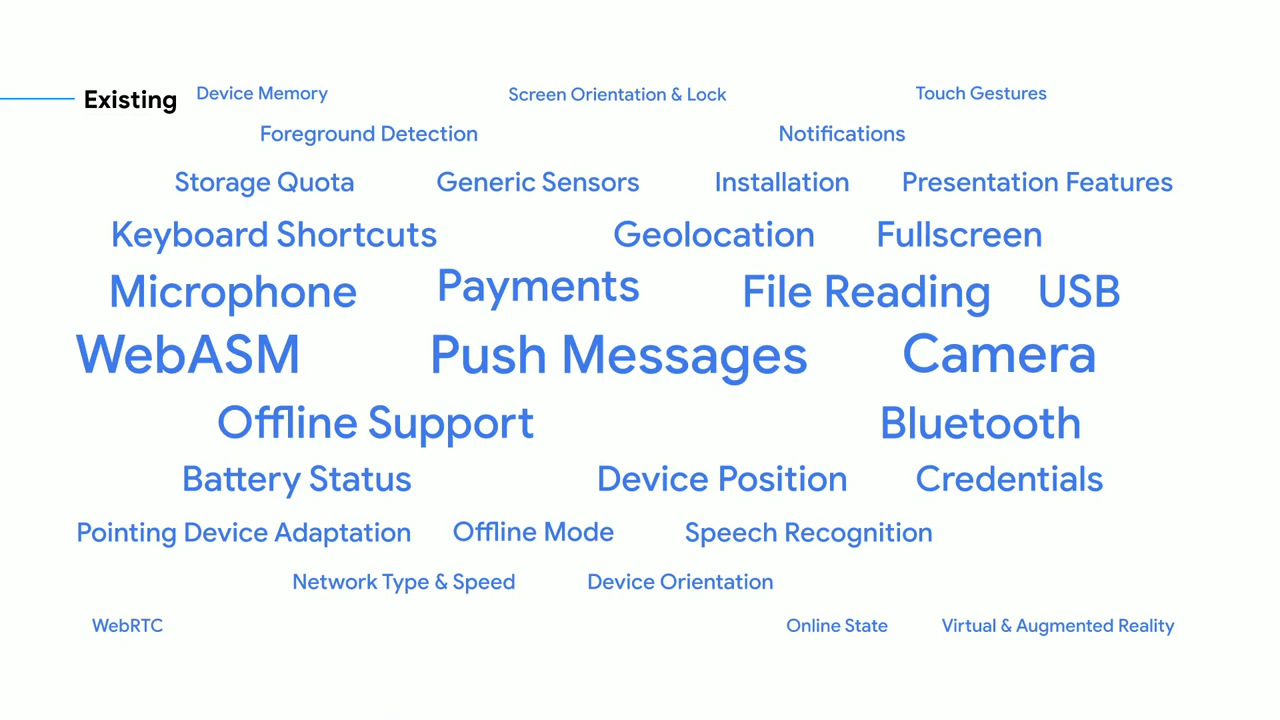 Existing Device Memory Screen Orientation & Lock Touch Gestures
Foreground Detection Notifications
Storage Quota Generic Sensors Installation Presentation Features
Keyboard Shortcuts Geolocation Fullscreen
Microphone Payments File Reading USB
WebASM Push Messages Camera
Offline Support Bluetooth
Battery Status Device Position Credentials
Pointing Device Adaptation Offline Mode Speech Recognition
Network Type & Speed Device Orientation
WebRTC Online State Virtual & Augmented Reality